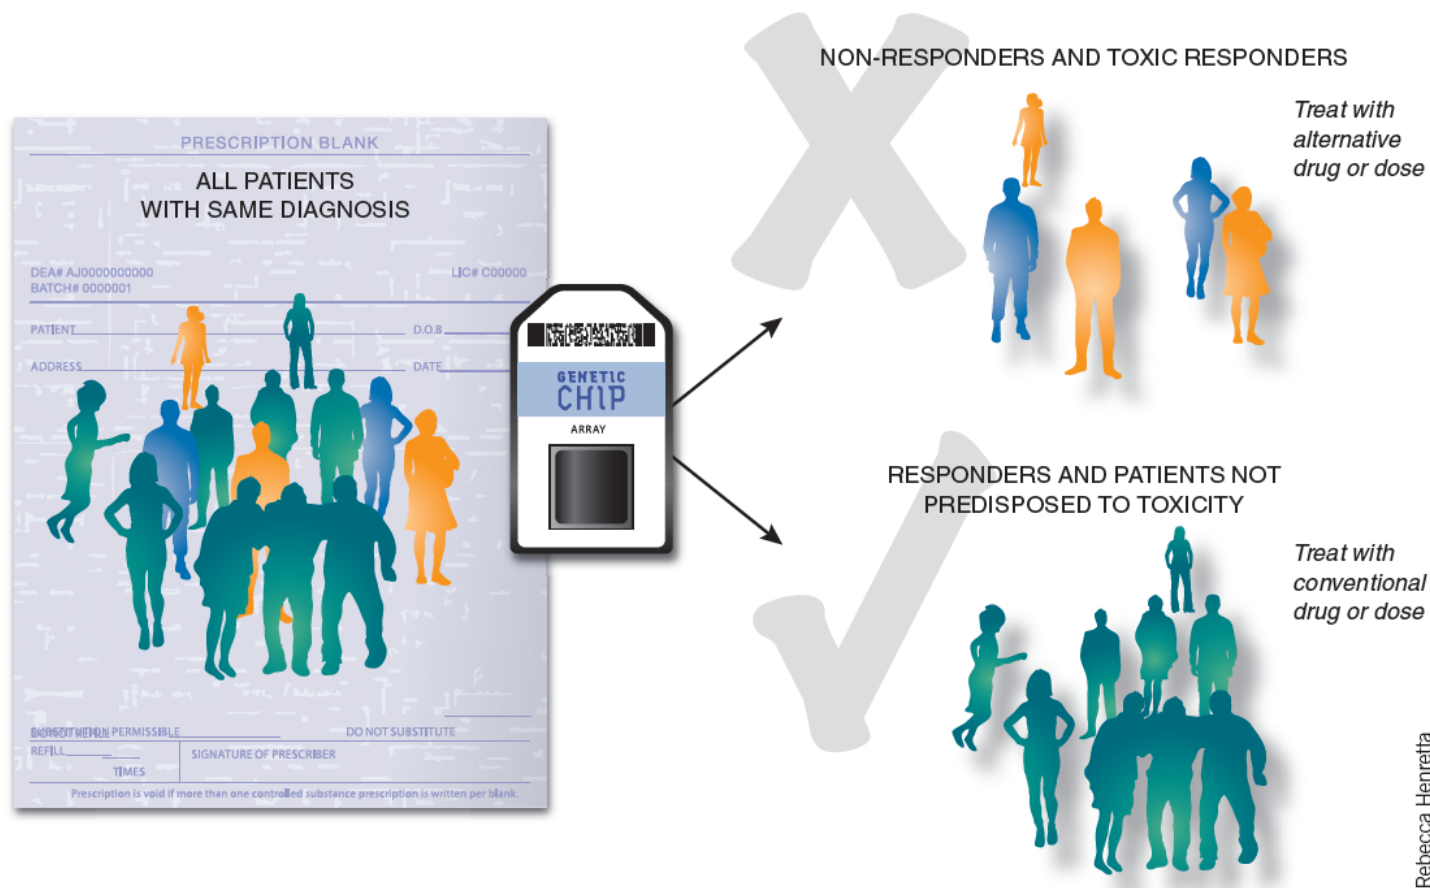 PRESCRIPTION BLANK
ALL PATIENTS
WITH SAME DIAGNOSIS
DEA# AJ0000000000
LIC# C00000
BATCH# 0000001
PATIENT
D.O.B
ADDRESS
DATE
GENETIC
CHIP
ARRAY
PERMISSIBLE
DO NOT SUBSTITUTE
REFILL
TIMES
SIGNATURE OF PRESCRIBER
Prescription is void if more than one controlled substance prescription is written per blank.
NON-RESPONDERS AND TOXIC RESPONDERS
Treat with
alternative
drug or dose
RESPONDERS AND PATIENTS NOT
PREDISPOSED TO TOXICITY
Treat with
conventional
drug or dose
Rebecca Henretta